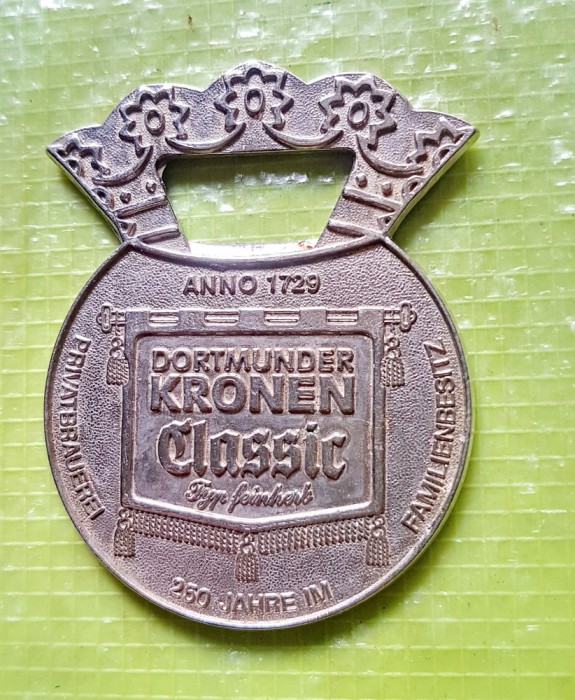 ANNO 1729
DORTMUNDER
KRONEN
Classic
Typ feinherb
PRIVATBRAUEREI
250 JAHRE IM
FAMILIENBESITZ